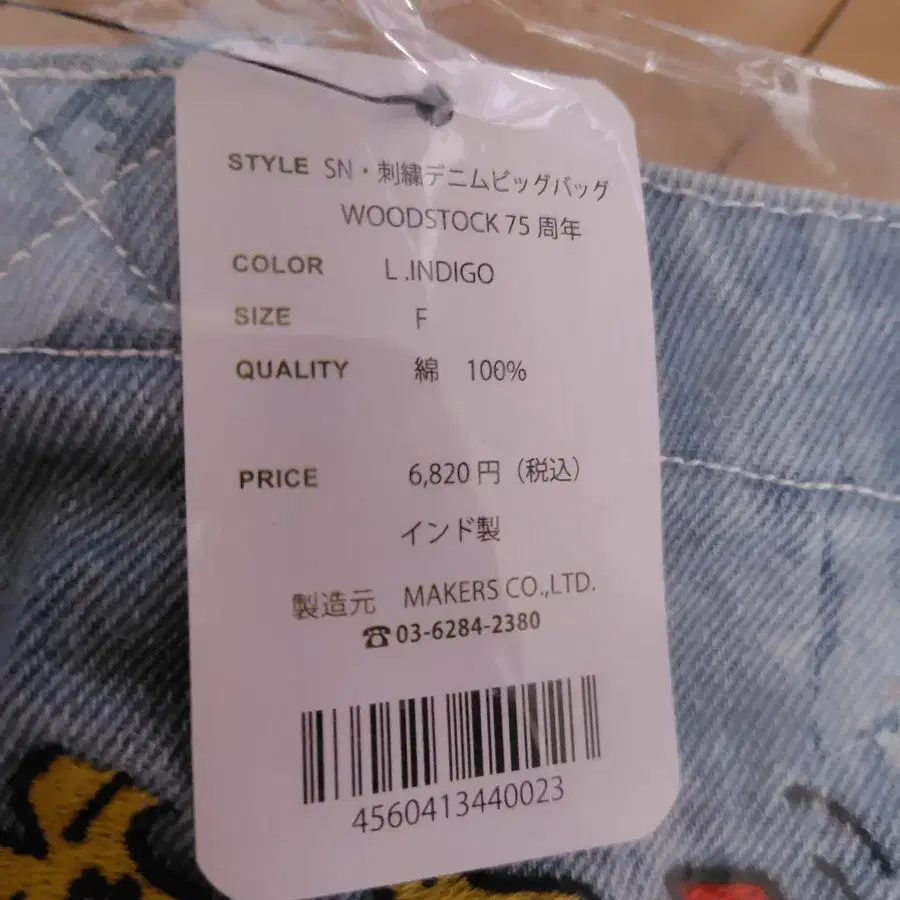 STYLE SN・刺繍デニムビッグバッグ
WOODSTOCK 75 周年
COLOR L .INDIGO
SIZE F
QUALITY 綿 100%
PRICE 6,820 円（税込）
インド製
製造元 MAKERS CO.,LTD.
☎ 03-6284-2380
4560413440023